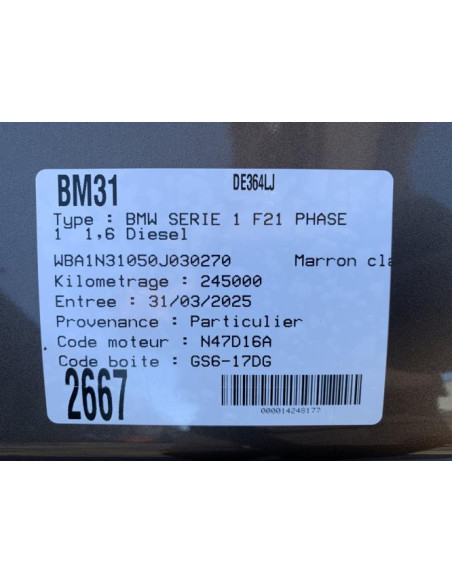 BM31 DE364LJ
Type : BMW SERIE 1 F21 PHASE
1 1,6 Diesel
WBA1N31050J030270 Marron cla
Kilometrage : 245000
Entree : 31/03/2025
Provenance : Particulier
Code moteur : N47D16A
Code boite : GS6-17DG
2667
000014248177